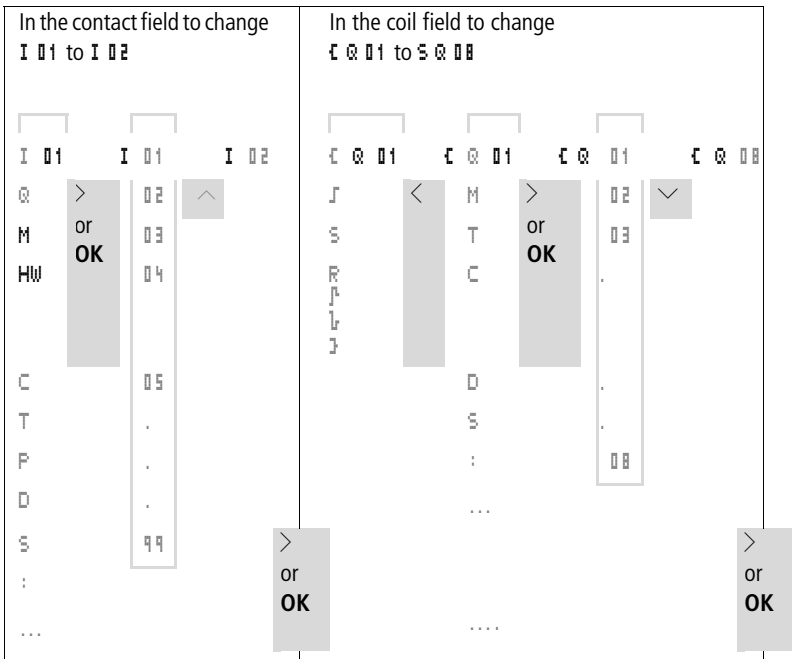 In the contact field to change
I 01 to I 02
I 01 I 01 I 02
Q > 02 ^
M or 03
HW OK 04
C 05
T .
P .
D .
S 99 >
: or
OK
...
In the coil field to change
{ Q 01 to S Q 08
{ Q 01 { Q 01 { Q 01 { Q 08
< M > 02 ∨
S T or 03
R C OK .
}
D .
S .
: 08
...
>
or
OK
....